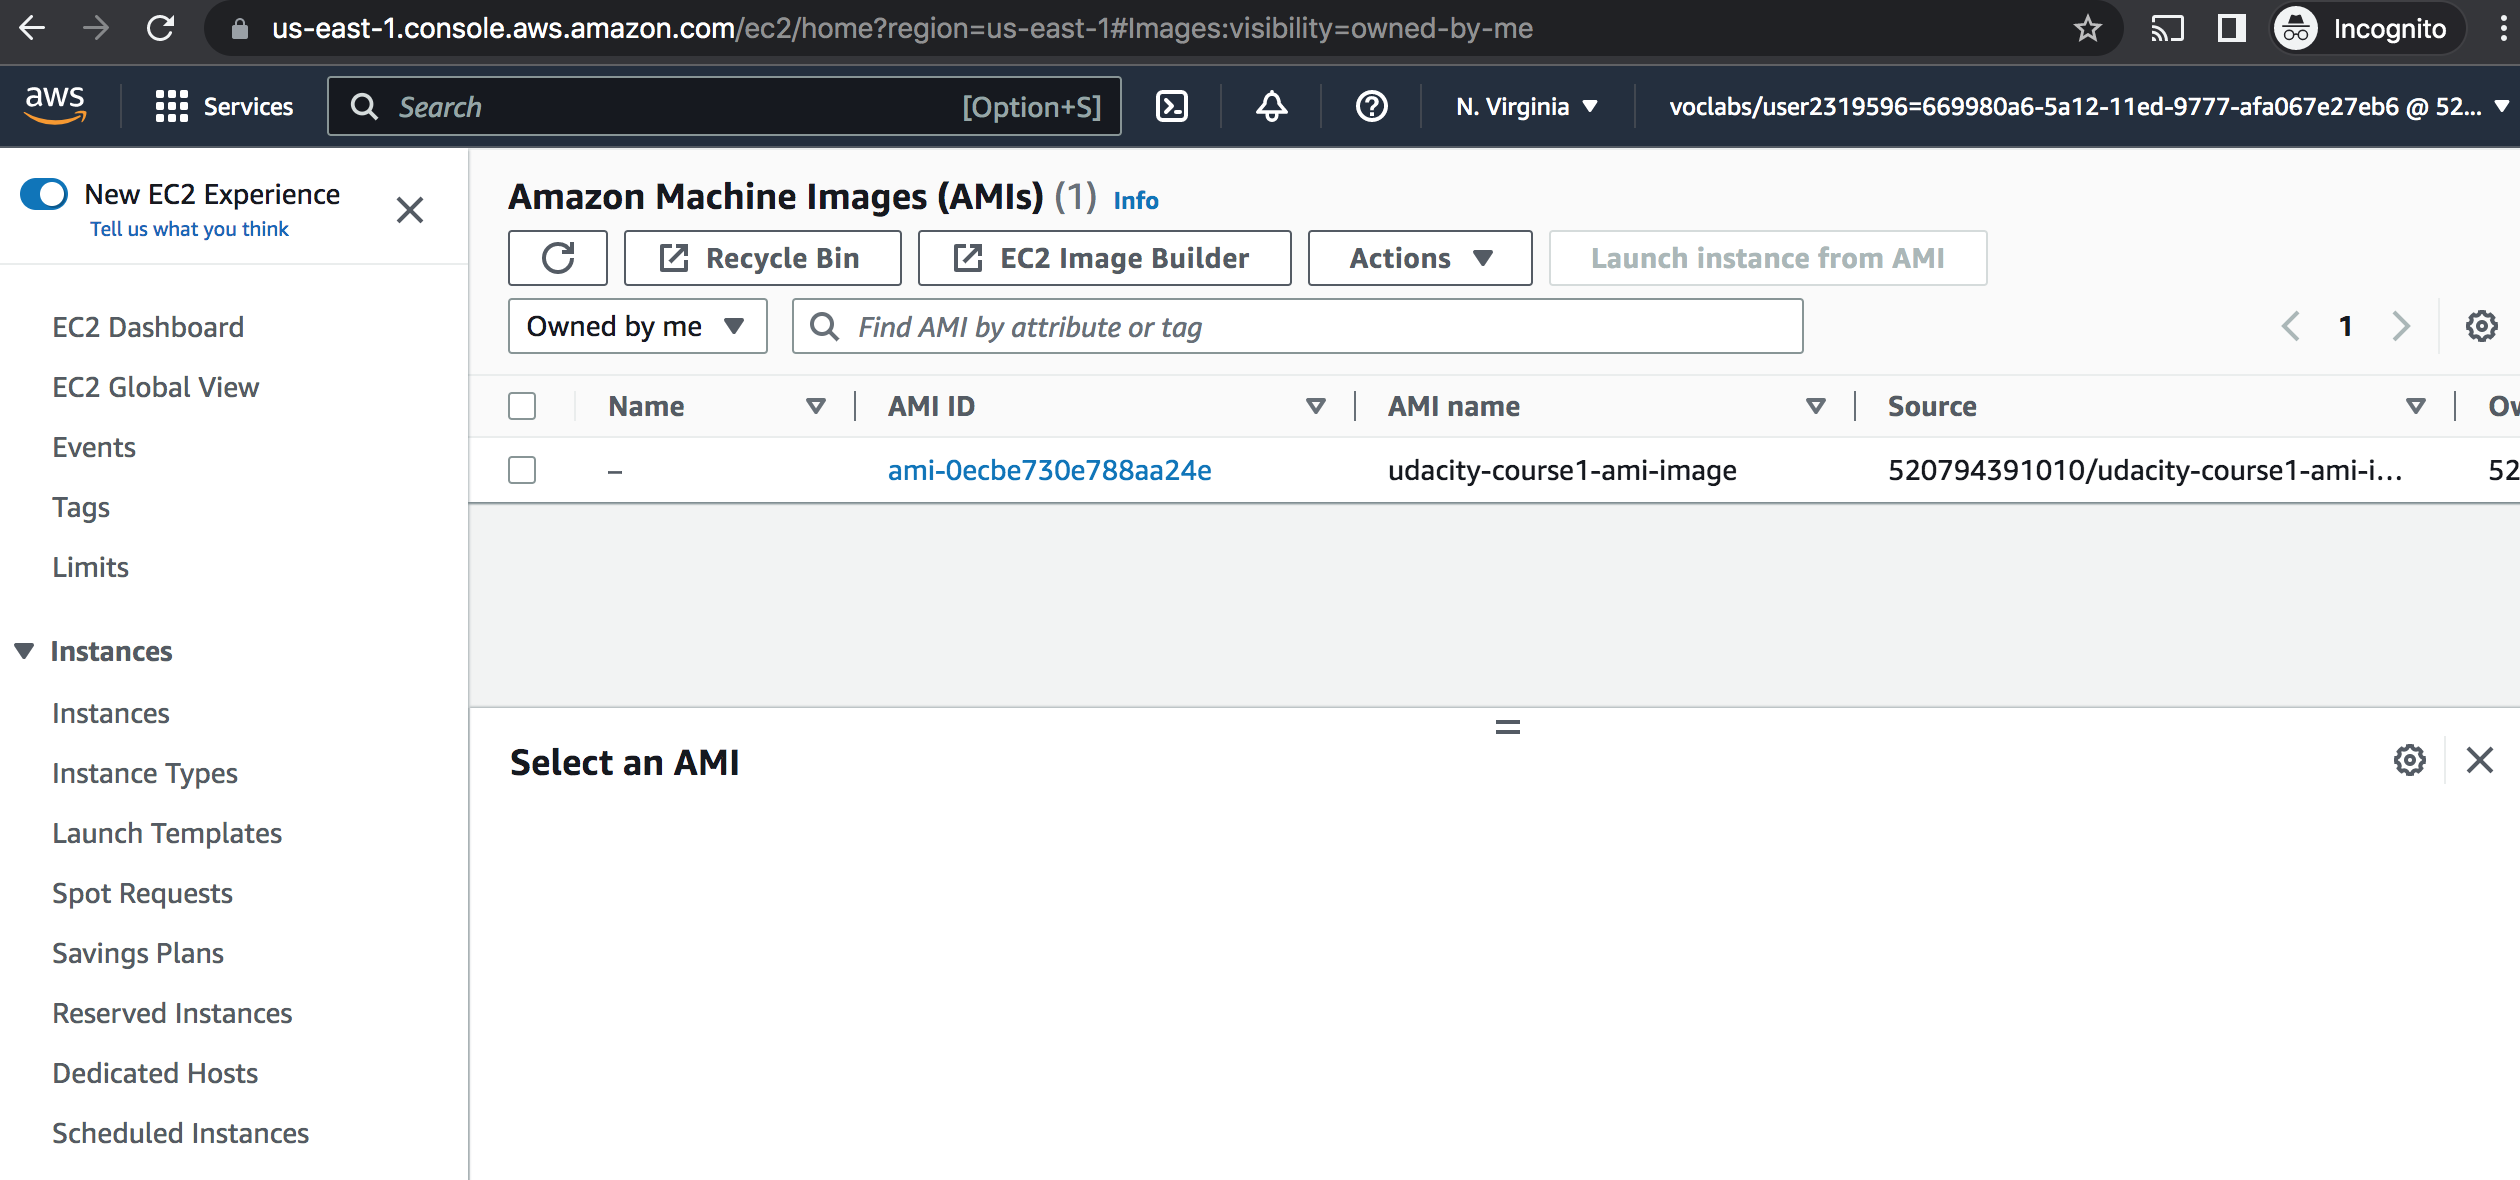 us-east-1.console.aws.amazon.com/ec2/home?region=us-east-1#Images:visibility=owned-by-me
Incognito
aws
Services
Search
[Option+S]
N. Virginia
voclabs/user2319596=669980a6-5a12-11ed-9777-afa067e27eb6 @ 52...
New EC2 Experience
Tell us what you think
EC2 Dashboard
EC2 Global View
Events
Tags
Limits
Instances
Instances
Instance Types
Launch Templates
Spot Requests
Savings Plans
Reserved Instances
Dedicated Hosts
Scheduled Instances
Amazon Machine Images (AMIs) (1) Info
Recycle Bin
EC2 Image Builder
Actions
Launch instance from AMI
Owned by me
Find AMI by attribute or tag
1
Name AMI ID AMI name Source Ow
– ami-0ecbe730e788aa24e udacity-course1-ami-image 520794391010/udacity-course1-ami-i... 52
Select an AMI